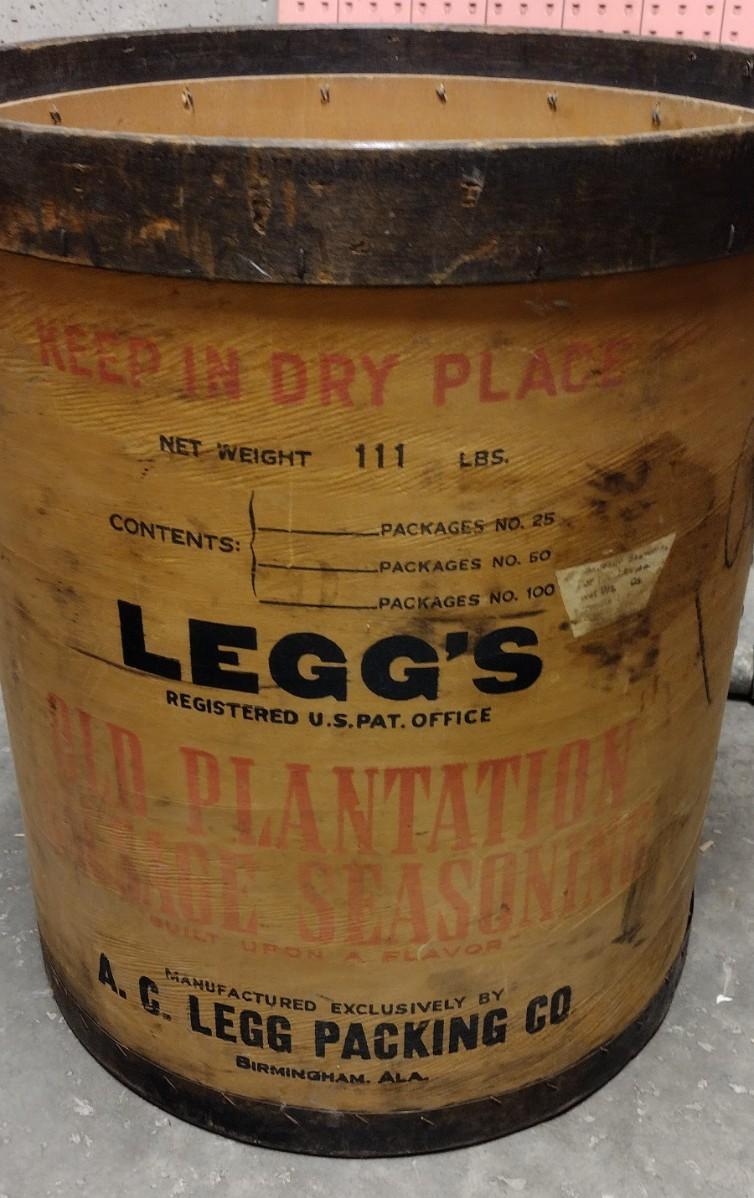 KEEP IN DRY PLACE
NET WEIGHT 111 LBS.
CONTENTS:
PACKAGES NO. 25
PACKAGES NO. 50
PACKAGES NO. 100
LEGG'S
REGISTERED U.S. PAT. OFFICE
OLD PLANTATION
SAUSAGE SEASONING
BUILT UPON A FLAVOR
MANUFACTURED EXCLUSIVELY BY
A. C. LEGG PACKING CO
BIRMINGHAM. ALA.